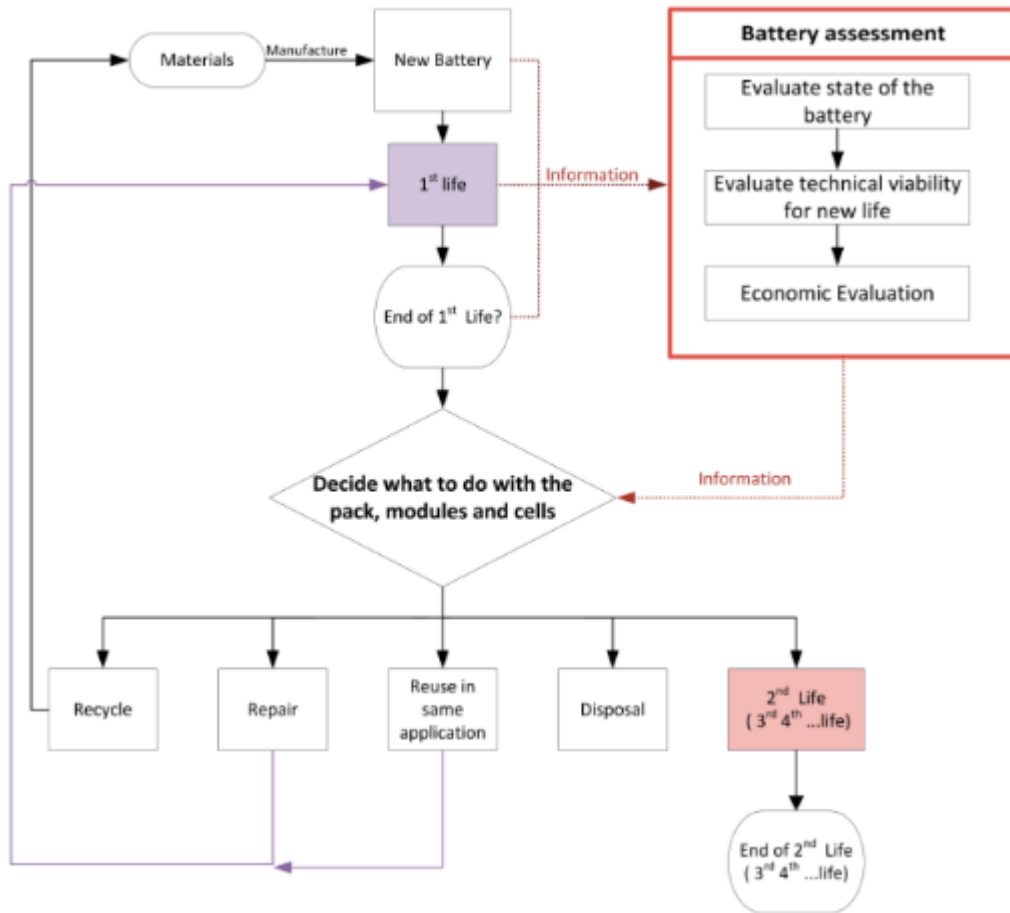 Materials
Manufacture
New Battery
1st life
End of 1st Life?
Information
Battery assessment
Evaluate state of the
battery
Evaluate technical viability
for new life
Economic Evaluation
Information
Decide what to do with the
pack, modules and cells
Recycle
Repair
Reuse in
same
application
Disposal
2nd Life
( 3rd 4th ...life)
End of 2nd Life
( 3rd 4th ...life)